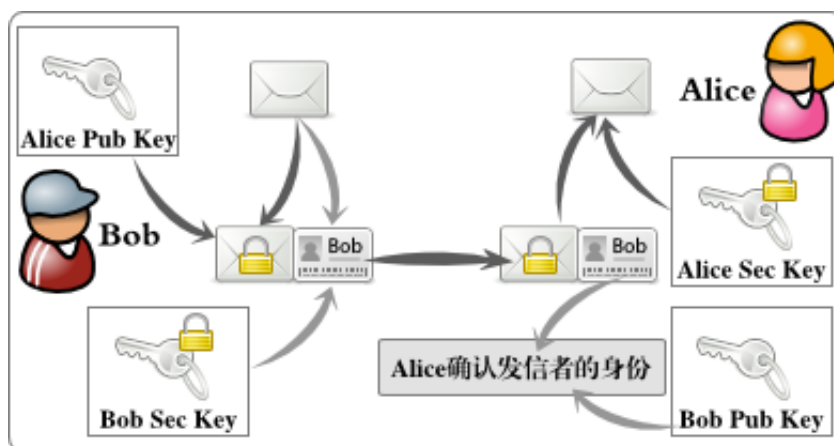 Alice Pub Key
Alice
Bob
Bob
Bob
Alice Sec Key
Alice确认发信者的身份
Bob Sec Key
Bob Pub Key